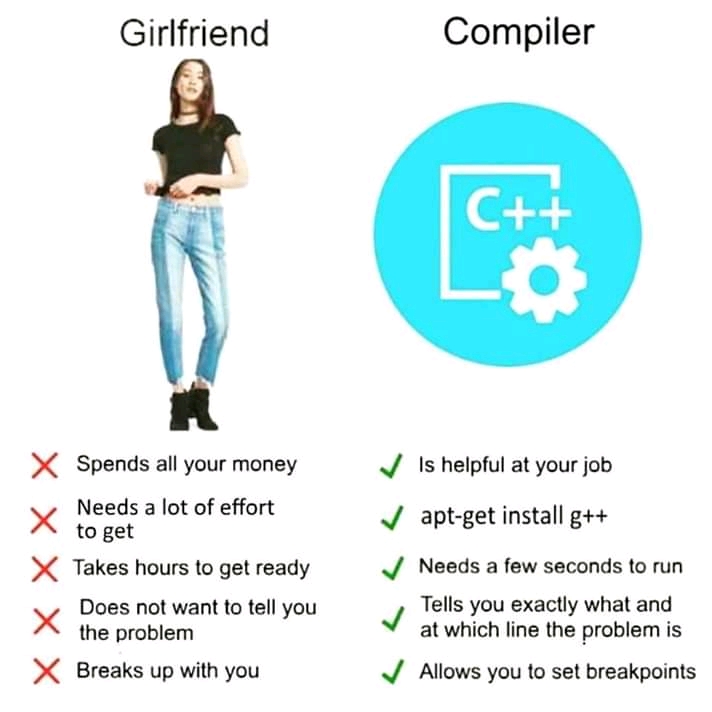 Girlfriend
Compiler
C++
Spends all your money
Needs a lot of effort
to get
Takes hours to get ready
Does not want to tell you
the problem
Breaks up with you
Is helpful at your job
apt-get install g++
Needs a few seconds to run
Tells you exactly what and
at which line the problem is
Allows you to set breakpoints